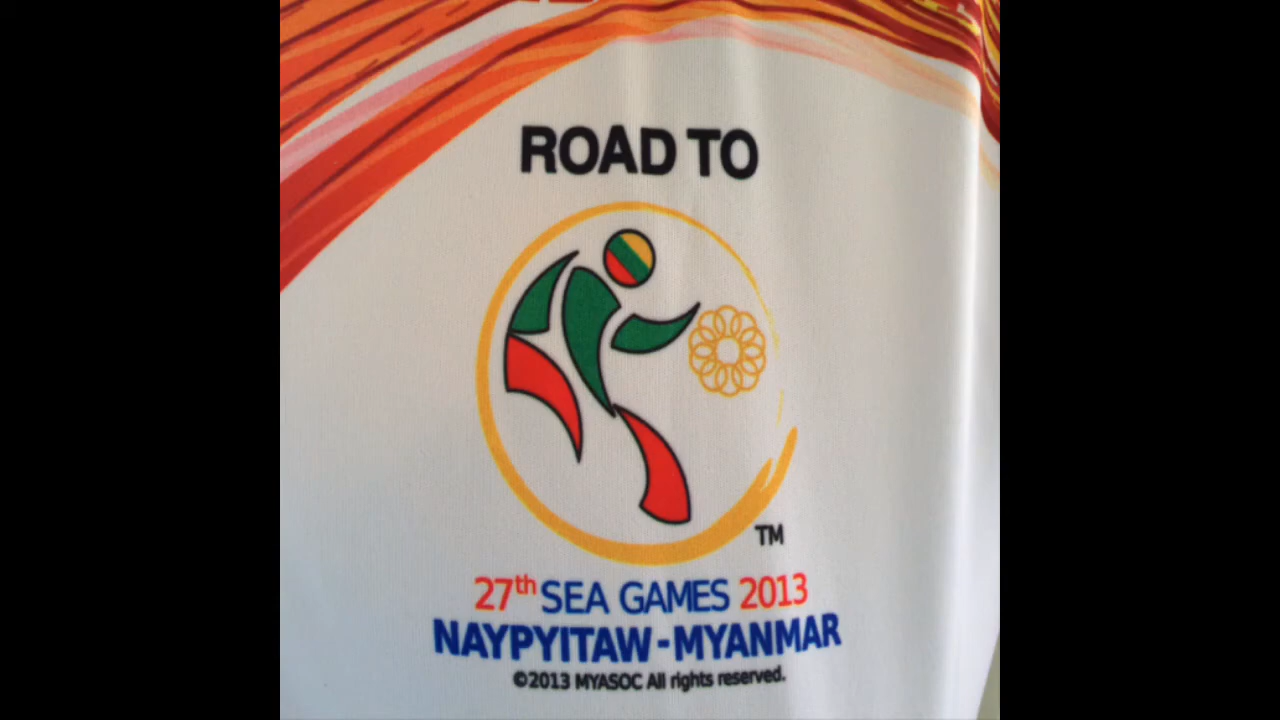 ROAD TO
TM
27th SEA GAMES 2013
NAYPYITAW-MYANMAR
©2013 MYASOC All rights reserved.